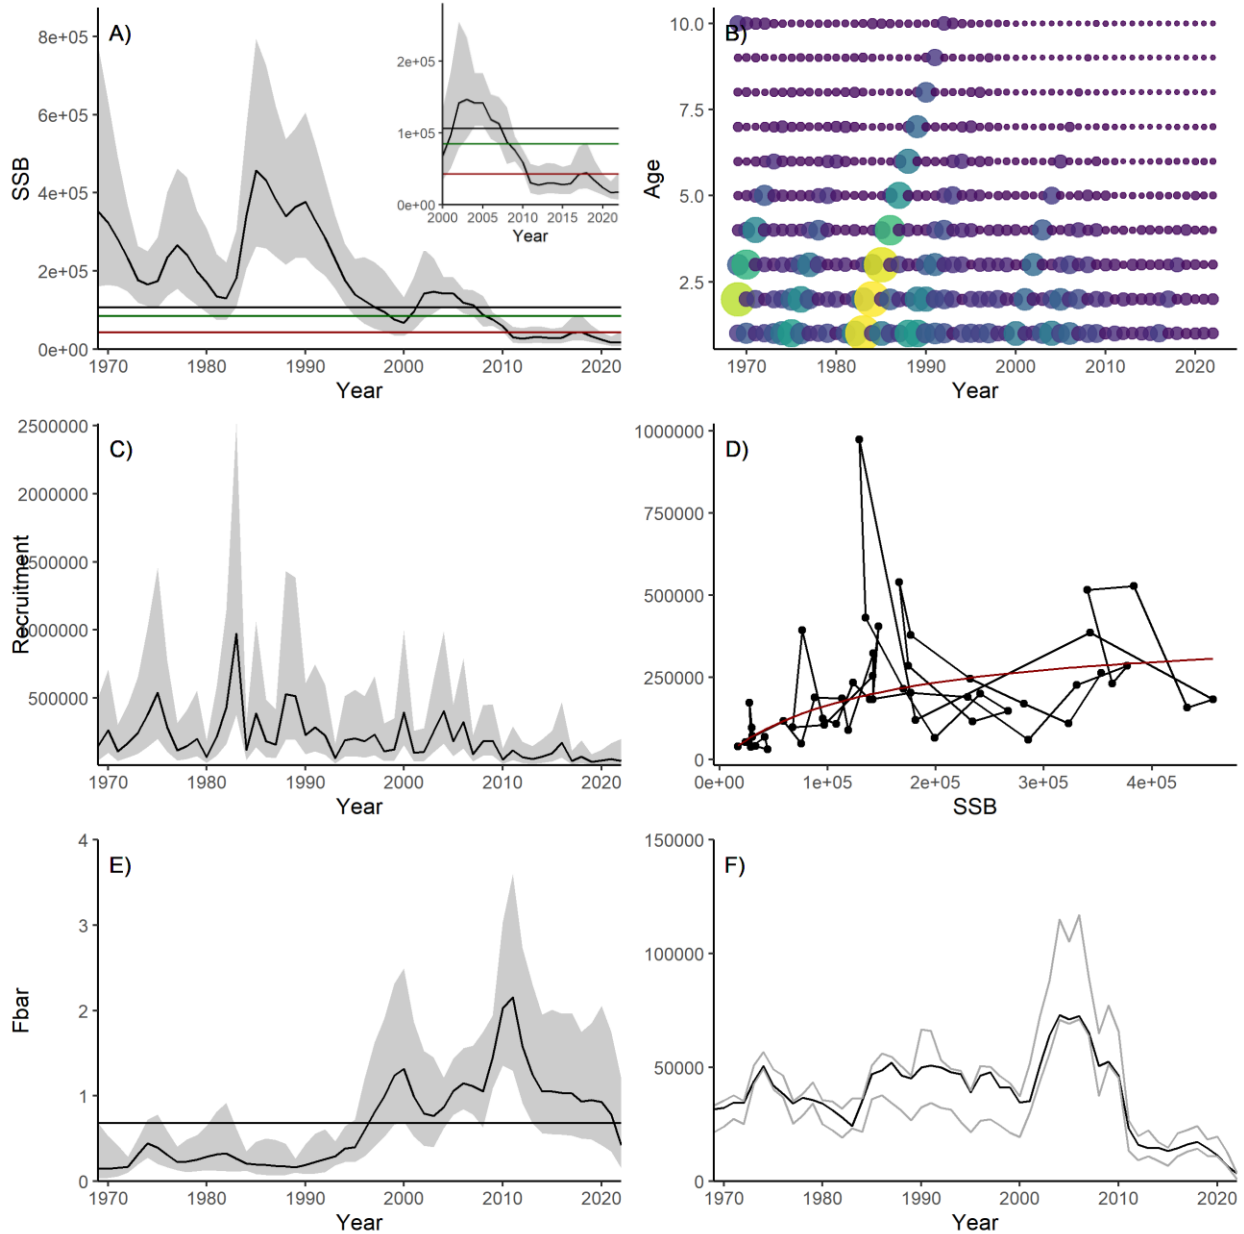 A)
SSB
8e+05
6e+05
4e+05
2e+05
0e+00
1970 1980 1990 2000 2010 2020
Year
2e+05
1e+05
0e+00
2000 2005 2010 2015 2020
Year
B)
Age
10.0
7.5
5.0
2.5
1970 1980 1990 2000 2010 2020
Year
C)
Recruitment
2500000
2000000
1500000
1000000
500000
1970 1980 1990 2000 2010 2020
Year
D)
1000000
750000
500000
250000
0
0e+00 1e+05 2e+05 3e+05 4e+05
SSB
E)
Fbar
4
3
2
1
0
1970 1980 1990 2000 2010 2020
Year
F)
150000
100000
50000
0
1970 1980 1990 2000 2010 2020
Year